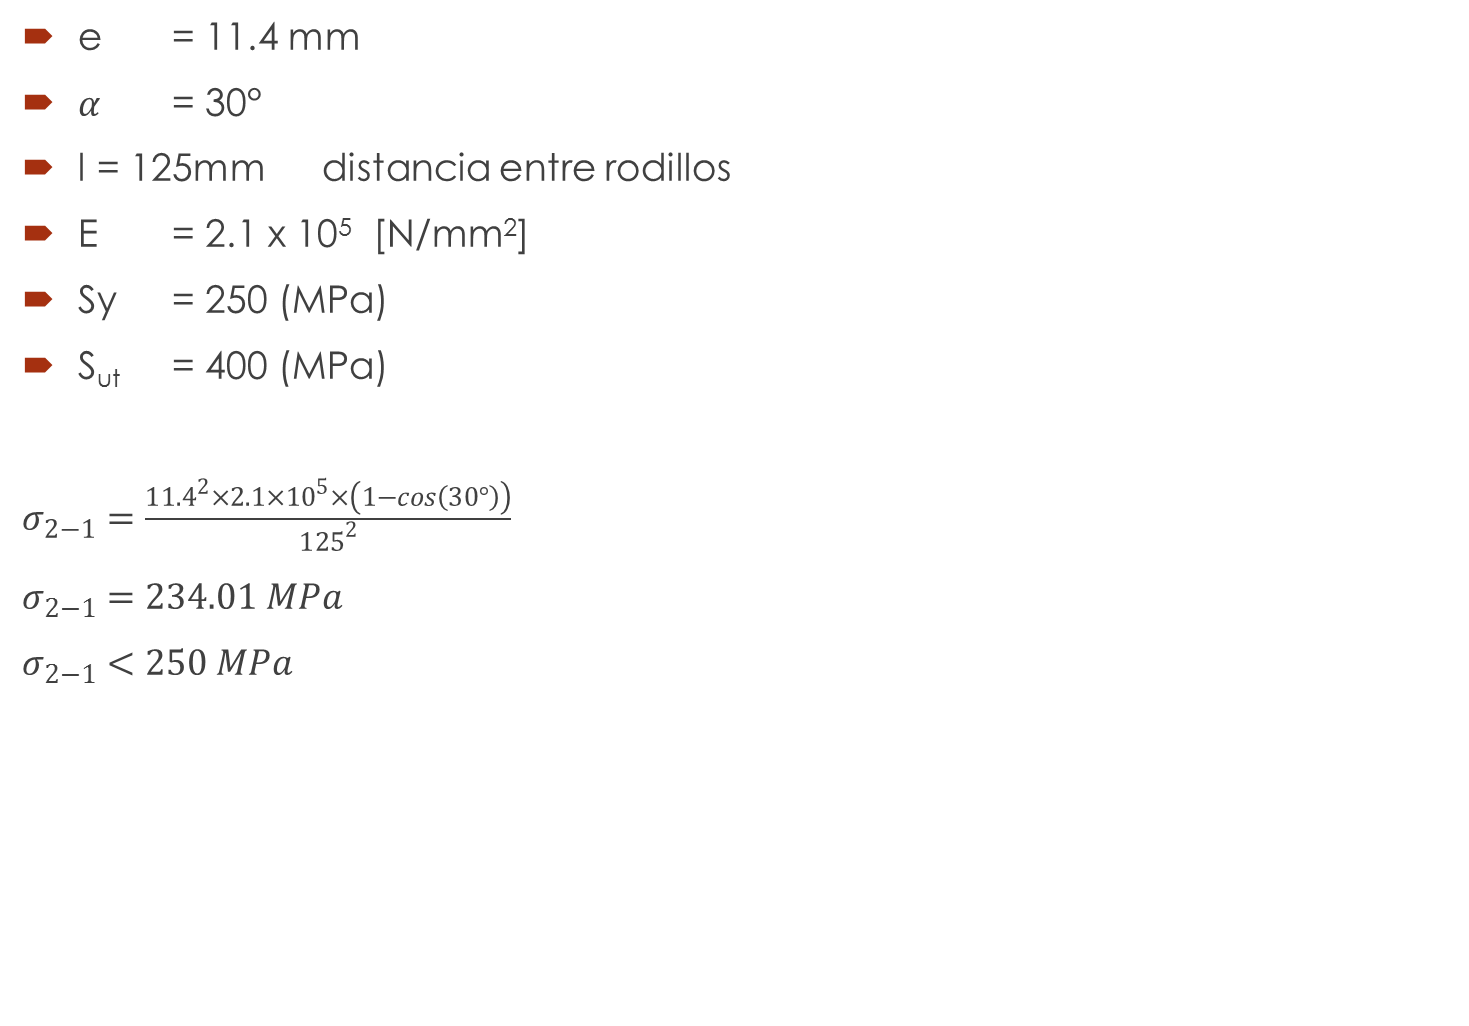 e = 11.4 mm
𝛼 = 30°
l = 125mm distancia entre rodillos
E = 2.1 x 10⁵ [N/mm²]
Sy = 250 (MPa)
S_ut = 400 (MPa)
σ₂₋₁ = (11.4²×2.1×10⁵×(1−cos(30°)))/125²
σ₂₋₁ = 234.01 MPa
σ₂₋₁ < 250 MPa